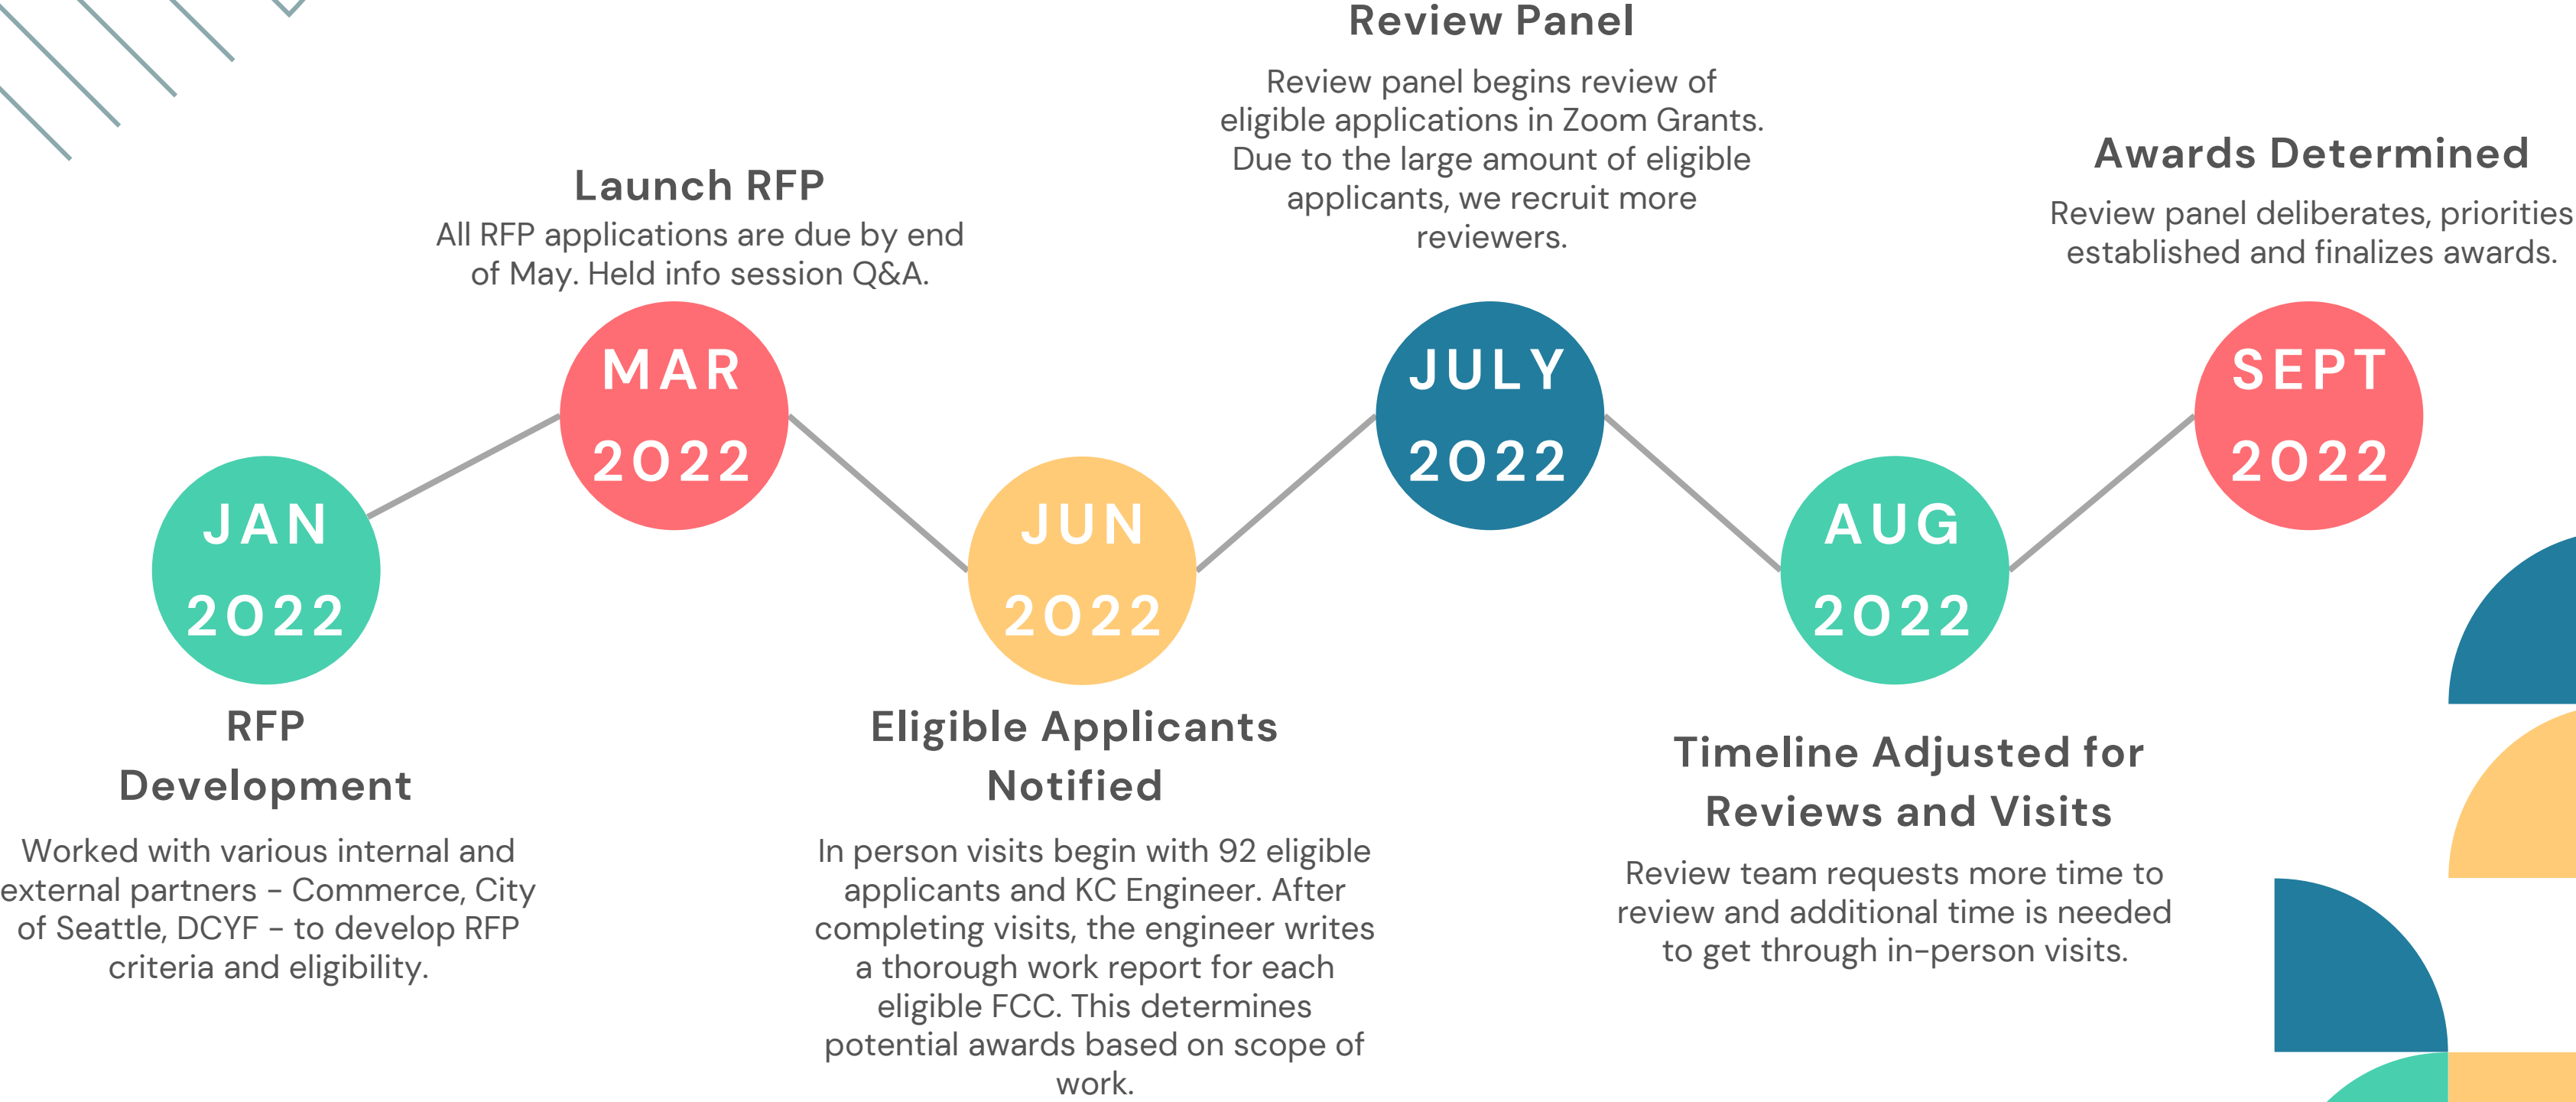 JAN
2022
RFP
Development
Worked with various internal and
external partners - Commerce, City
of Seattle, DCYF - to develop RFP
criteria and eligibility.
Launch RFP
All RFP applications are due by end
of May. Held info session Q&A.
MAR
2022
JUN
2022
Eligible Applicants
Notified
In person visits begin with 92 eligible
applicants and KC Engineer. After
completing visits, the engineer writes
a thorough work report for each
eligible FCC. This determines
potential awards based on scope of
work.
Review Panel
Review panel begins review of
eligible applications in Zoom Grants.
Due to the large amount of eligible
applicants, we recruit more
reviewers.
JULY
2022
AUG
2022
Timeline Adjusted for
Reviews and Visits
Review team requests more time to
review and additional time is needed
to get through in-person visits.
Awards Determined
Review panel deliberates, priorities
established and finalizes awards.
SEPT
2022